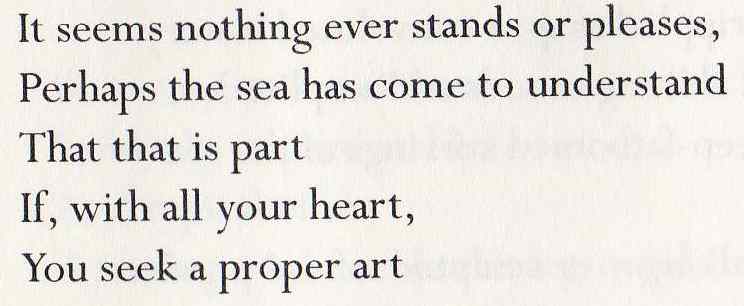 It seems nothing ever stands or pleases,
Perhaps the sea has come to understand
That that is part
If, with all your heart,
You seek a proper art